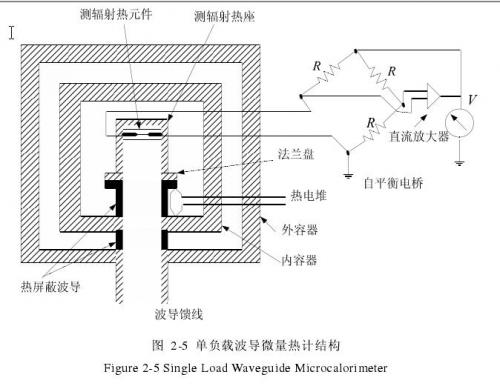 测辐射热元件
测辐射热座
R
R
R
V
直流放大器
法兰盘
自平衡电桥
热电堆
外容器
内容器
热屏蔽波导
波导馈线
图 2-5 单负载波导微量热计结构
Figure 2-5 Single Load Waveguide Microcalorimeter